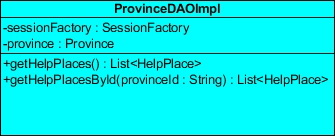 ProvinceDAOImpl
-sessionFactory : SessionFactory
-province : Province
+getHelpPlaces() : List<HelpPlace>
+getHelpPlacesById(provinceId : String) : List<HelpPlace>